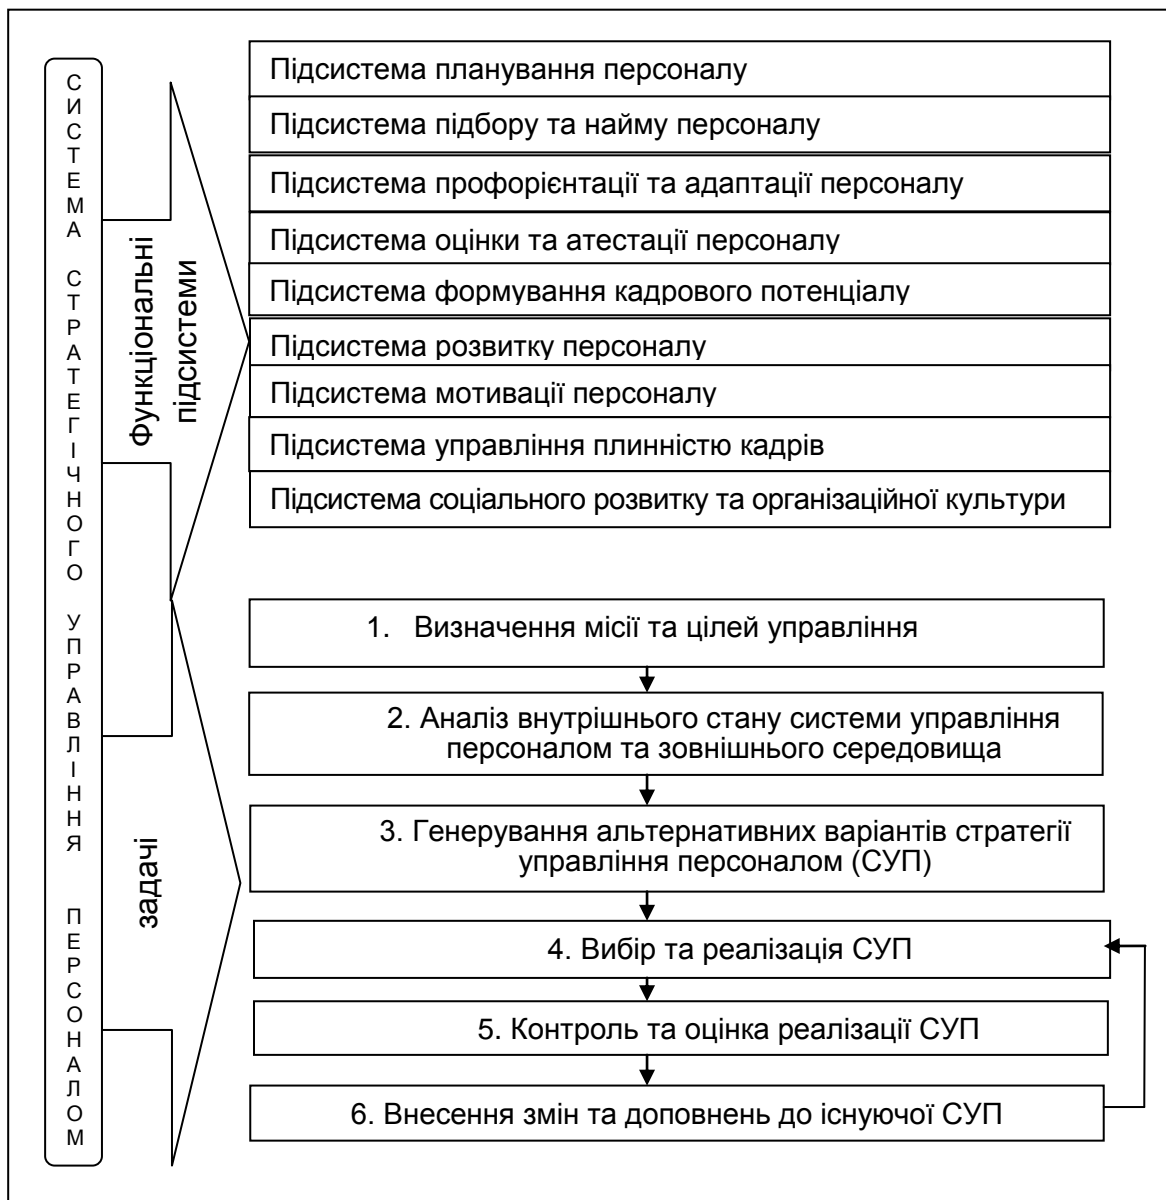 СИСТЕМА СТРАТЕГІЧНОГО УПРАВЛІННЯ ПЕРСОНАЛОМ
Функціональні
підсистеми
Підсистема планування персоналу
Підсистема підбору та найму персоналу
Підсистема профорієнтації та адаптації персоналу
Підсистема оцінки та атестації персоналу
Підсистема формування кадрового потенціалу
Підсистема розвитку персоналу
Підсистема мотивації персоналу
Підсистема управління плинністю кадрів
Підсистема соціального розвитку та організаційної культури
задачі
1. Визначення місії та цілей управління
2. Аналіз внутрішнього стану системи управління
персоналом та зовнішнього середовища
3. Генерування альтернативних варіантів стратегії
управління персоналом (СУП)
4. Вибір та реалізація СУП
5. Контроль та оцінка реалізації СУП
6. Внесення змін та доповнень до існуючої СУП